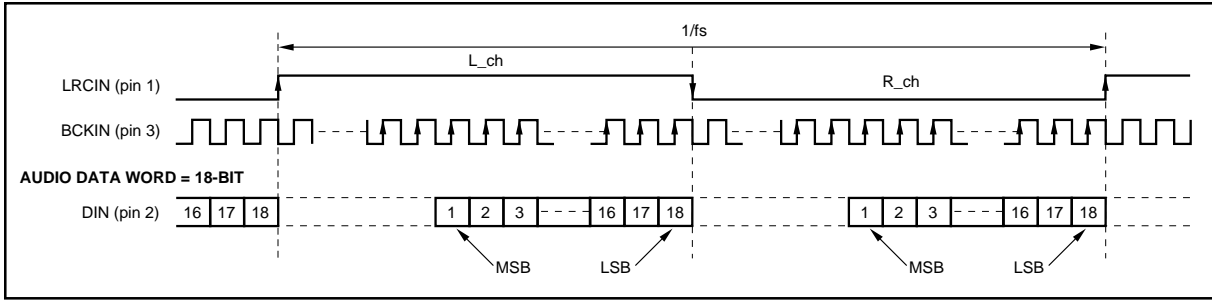 1/fs
L_ch
LRCIN (pin 1)
R_ch
BCKIN (pin 3)
AUDIO DATA WORD = 18-BIT
DIN (pin 2) 16 17 18 1 2 3 16 17 18 1 2 3 16 17 18
MSB LSB MSB LSB